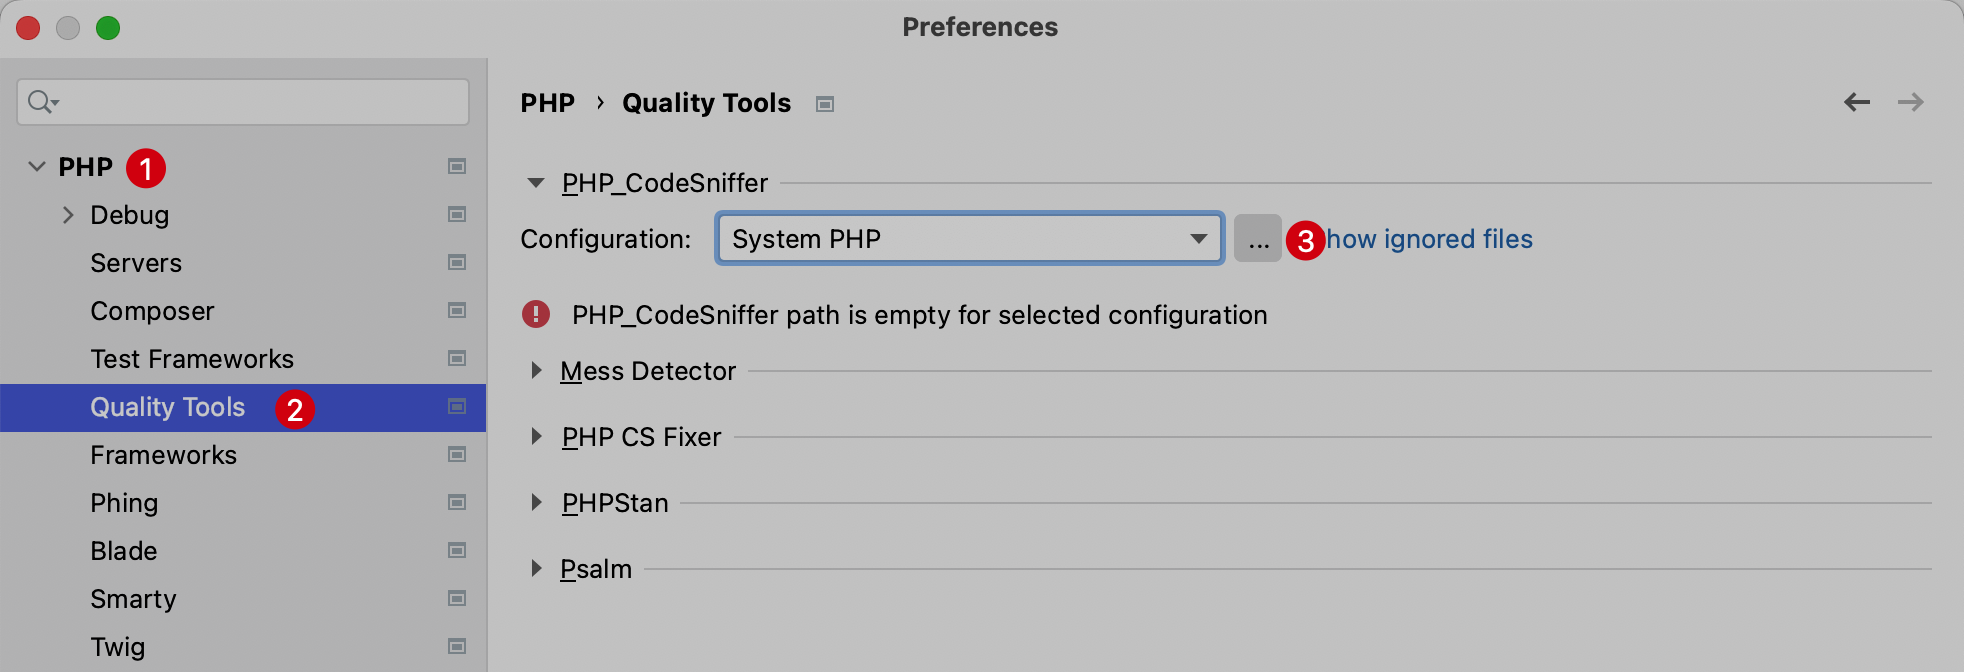 Preferences
PHP 1
Debug
Servers
Composer
Test Frameworks
Quality Tools 2
Frameworks
Phing
Blade
Smarty
Twig
PHP › Quality Tools
PHP_CodeSniffer
Configuration: System PHP ... 3 how ignored files
PHP_CodeSniffer path is empty for selected configuration
Mess Detector
PHP CS Fixer
PHPStan
Psalm